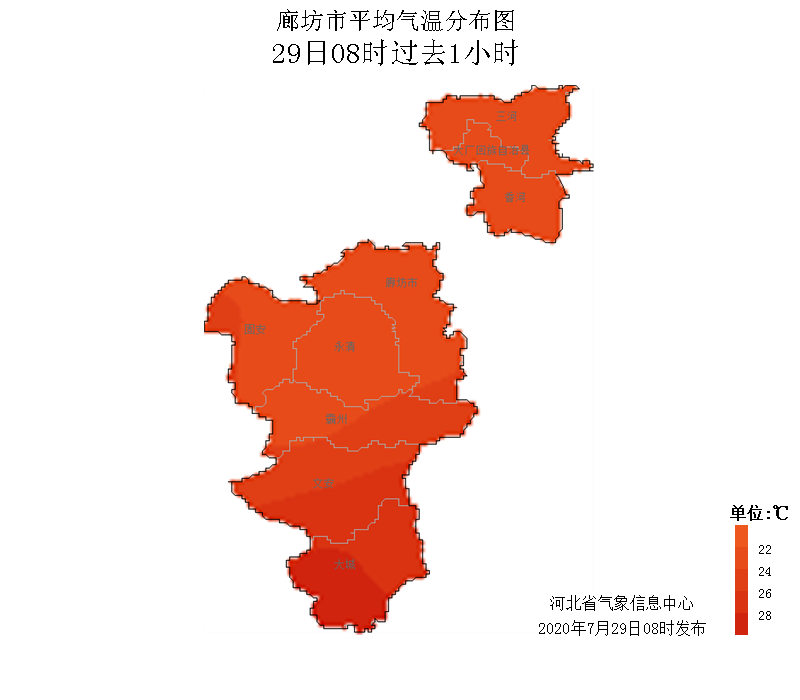 廊坊市平均气温分布图
29日08时过去1小时
三河
大厂回族自治县
香河
廊坊市
固安
永清
霸州
文安
大城
单位:℃
22
24
26
28
河北省气象信息中心
2020年7月29日08时发布